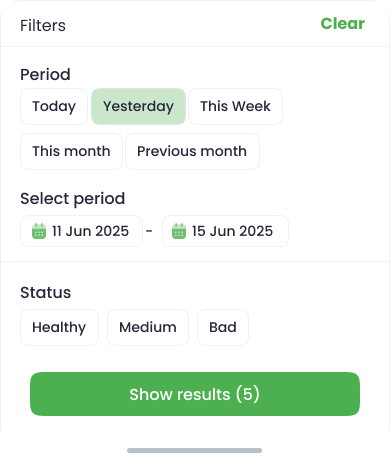 Filters Clear
Period
Today Yesterday This Week
This month Previous month
Select period
11 Jun 2025 - 15 Jun 2025
Status
Healthy Medium Bad
Show results (5)